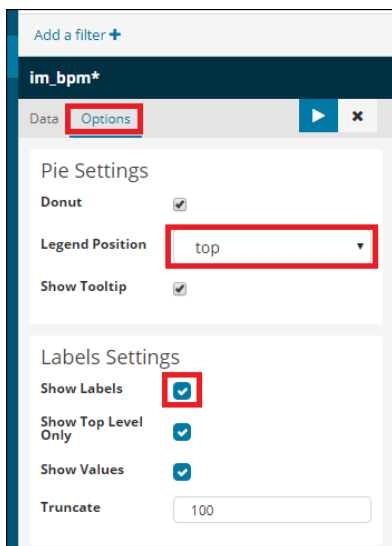 Add a filter +
im_bpm*
Data Options
Pie Settings
Donut
Legend Position top
Show Tooltip
Labels Settings
Show Labels
Show Top Level
Only
Show Values
Truncate 100